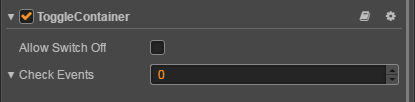 ToggleContainer
Allow Switch Off
Check Events 0